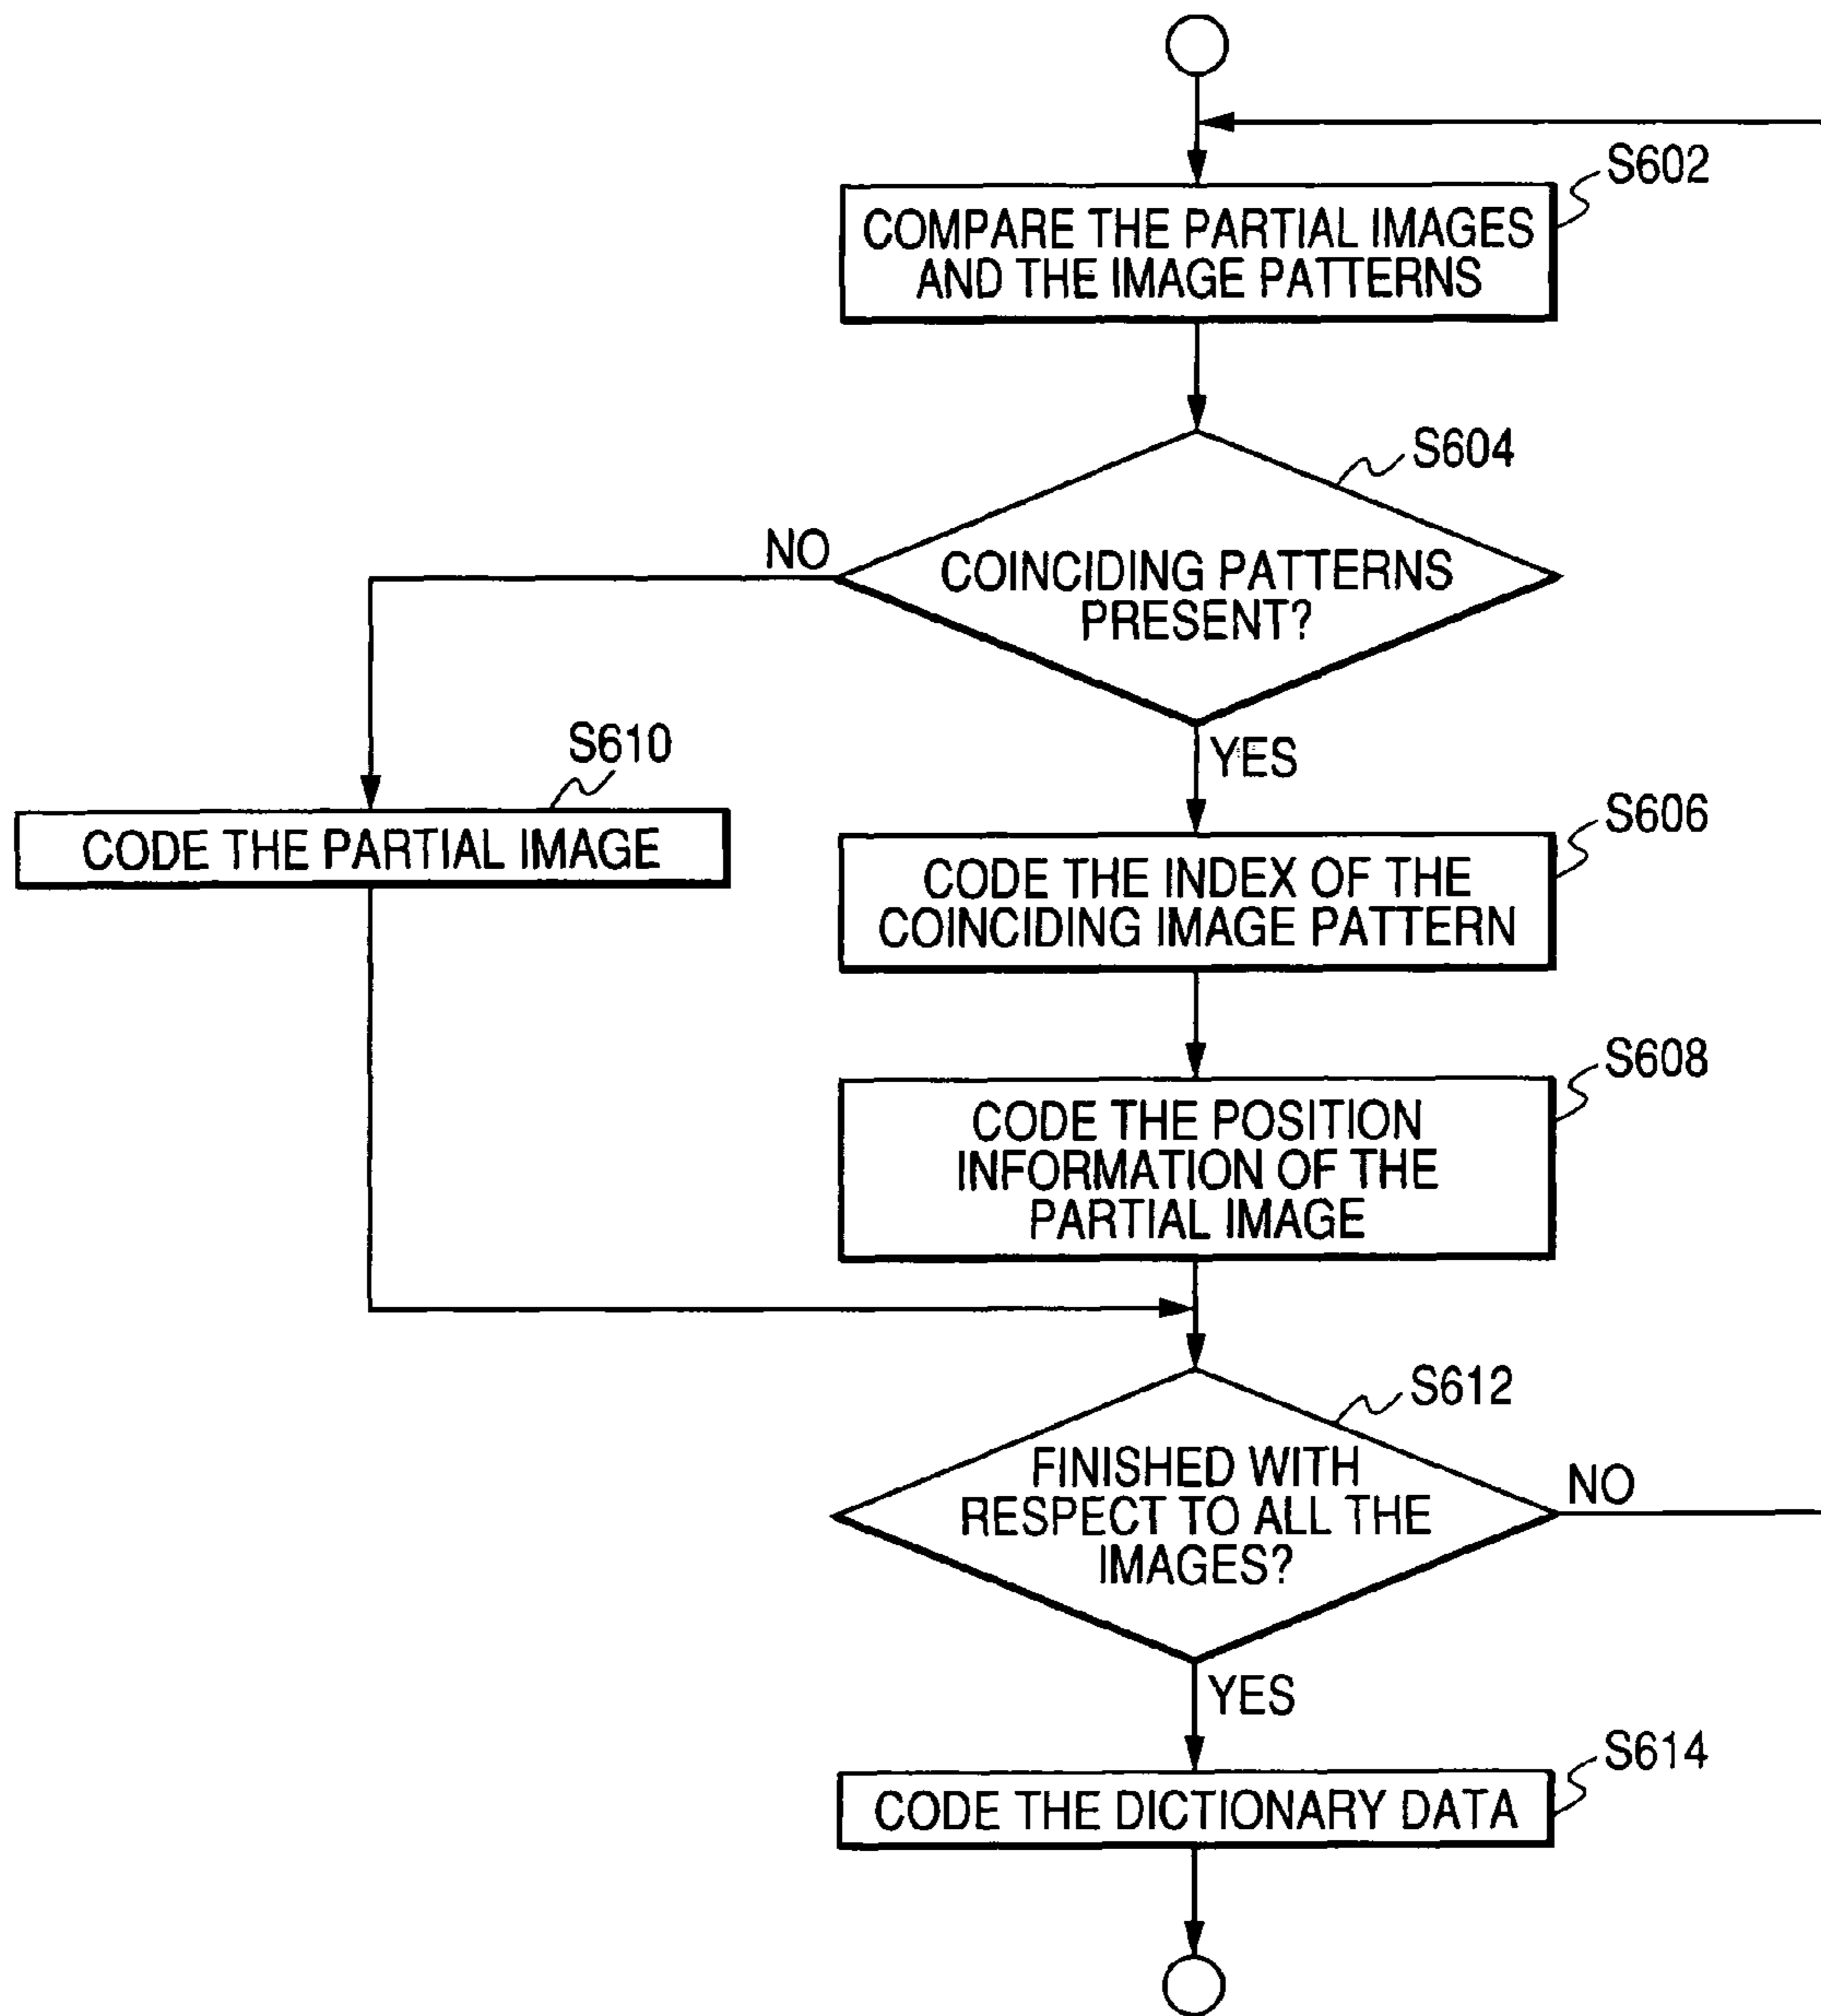 S602
COMPARE THE PARTIAL IMAGES
AND THE IMAGE PATTERNS
S604
NO
COINCIDING PATTERNS
PRESENT?
YES
S610
CODE THE PARTIAL IMAGE
S606
CODE THE INDEX OF THE
COINCIDING IMAGE PATTERN
S608
CODE THE POSITION
INFORMATION OF THE
PARTIAL IMAGE
S612
FINISHED WITH
RESPECT TO ALL THE
IMAGES?
NO
YES
S614
CODE THE DICTIONARY DATA